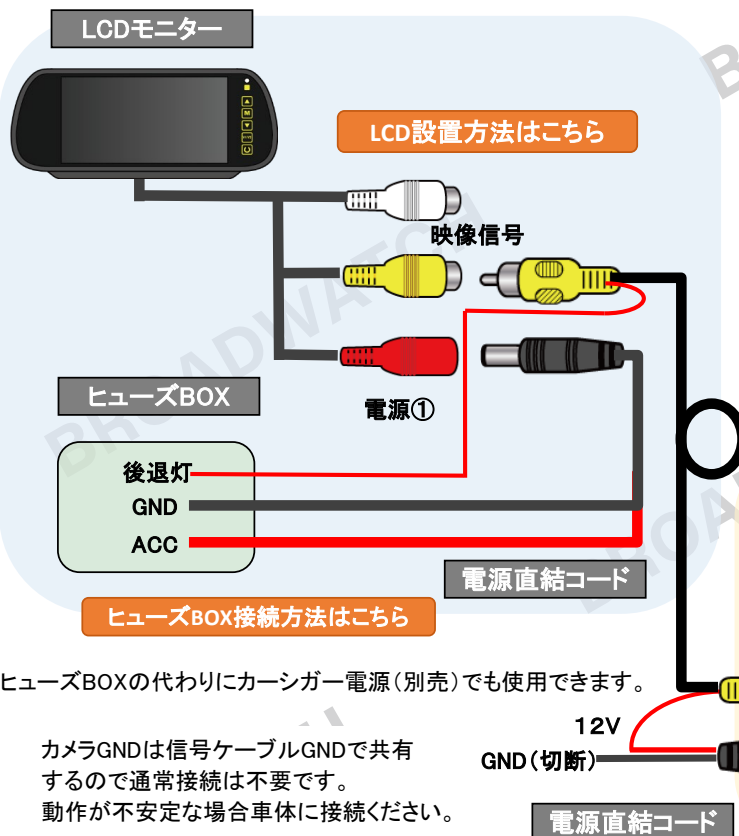 LCDモニター
LCD設置方法はこちら
映像信号
電源①
ヒューズBOX
後退灯
GND
ACC
電源直結コード
ヒューズBOX接続方法はこちら
ヒューズBOXの代わりにカーシガー電源（別売）でも使用できます。
12V
GND（切断）
カメラGNDは信号ケーブルGNDで共有
するので通常接続は不要です。
動作が不安定な場合車体に接続ください。
電源直結コード
BROADWATCH